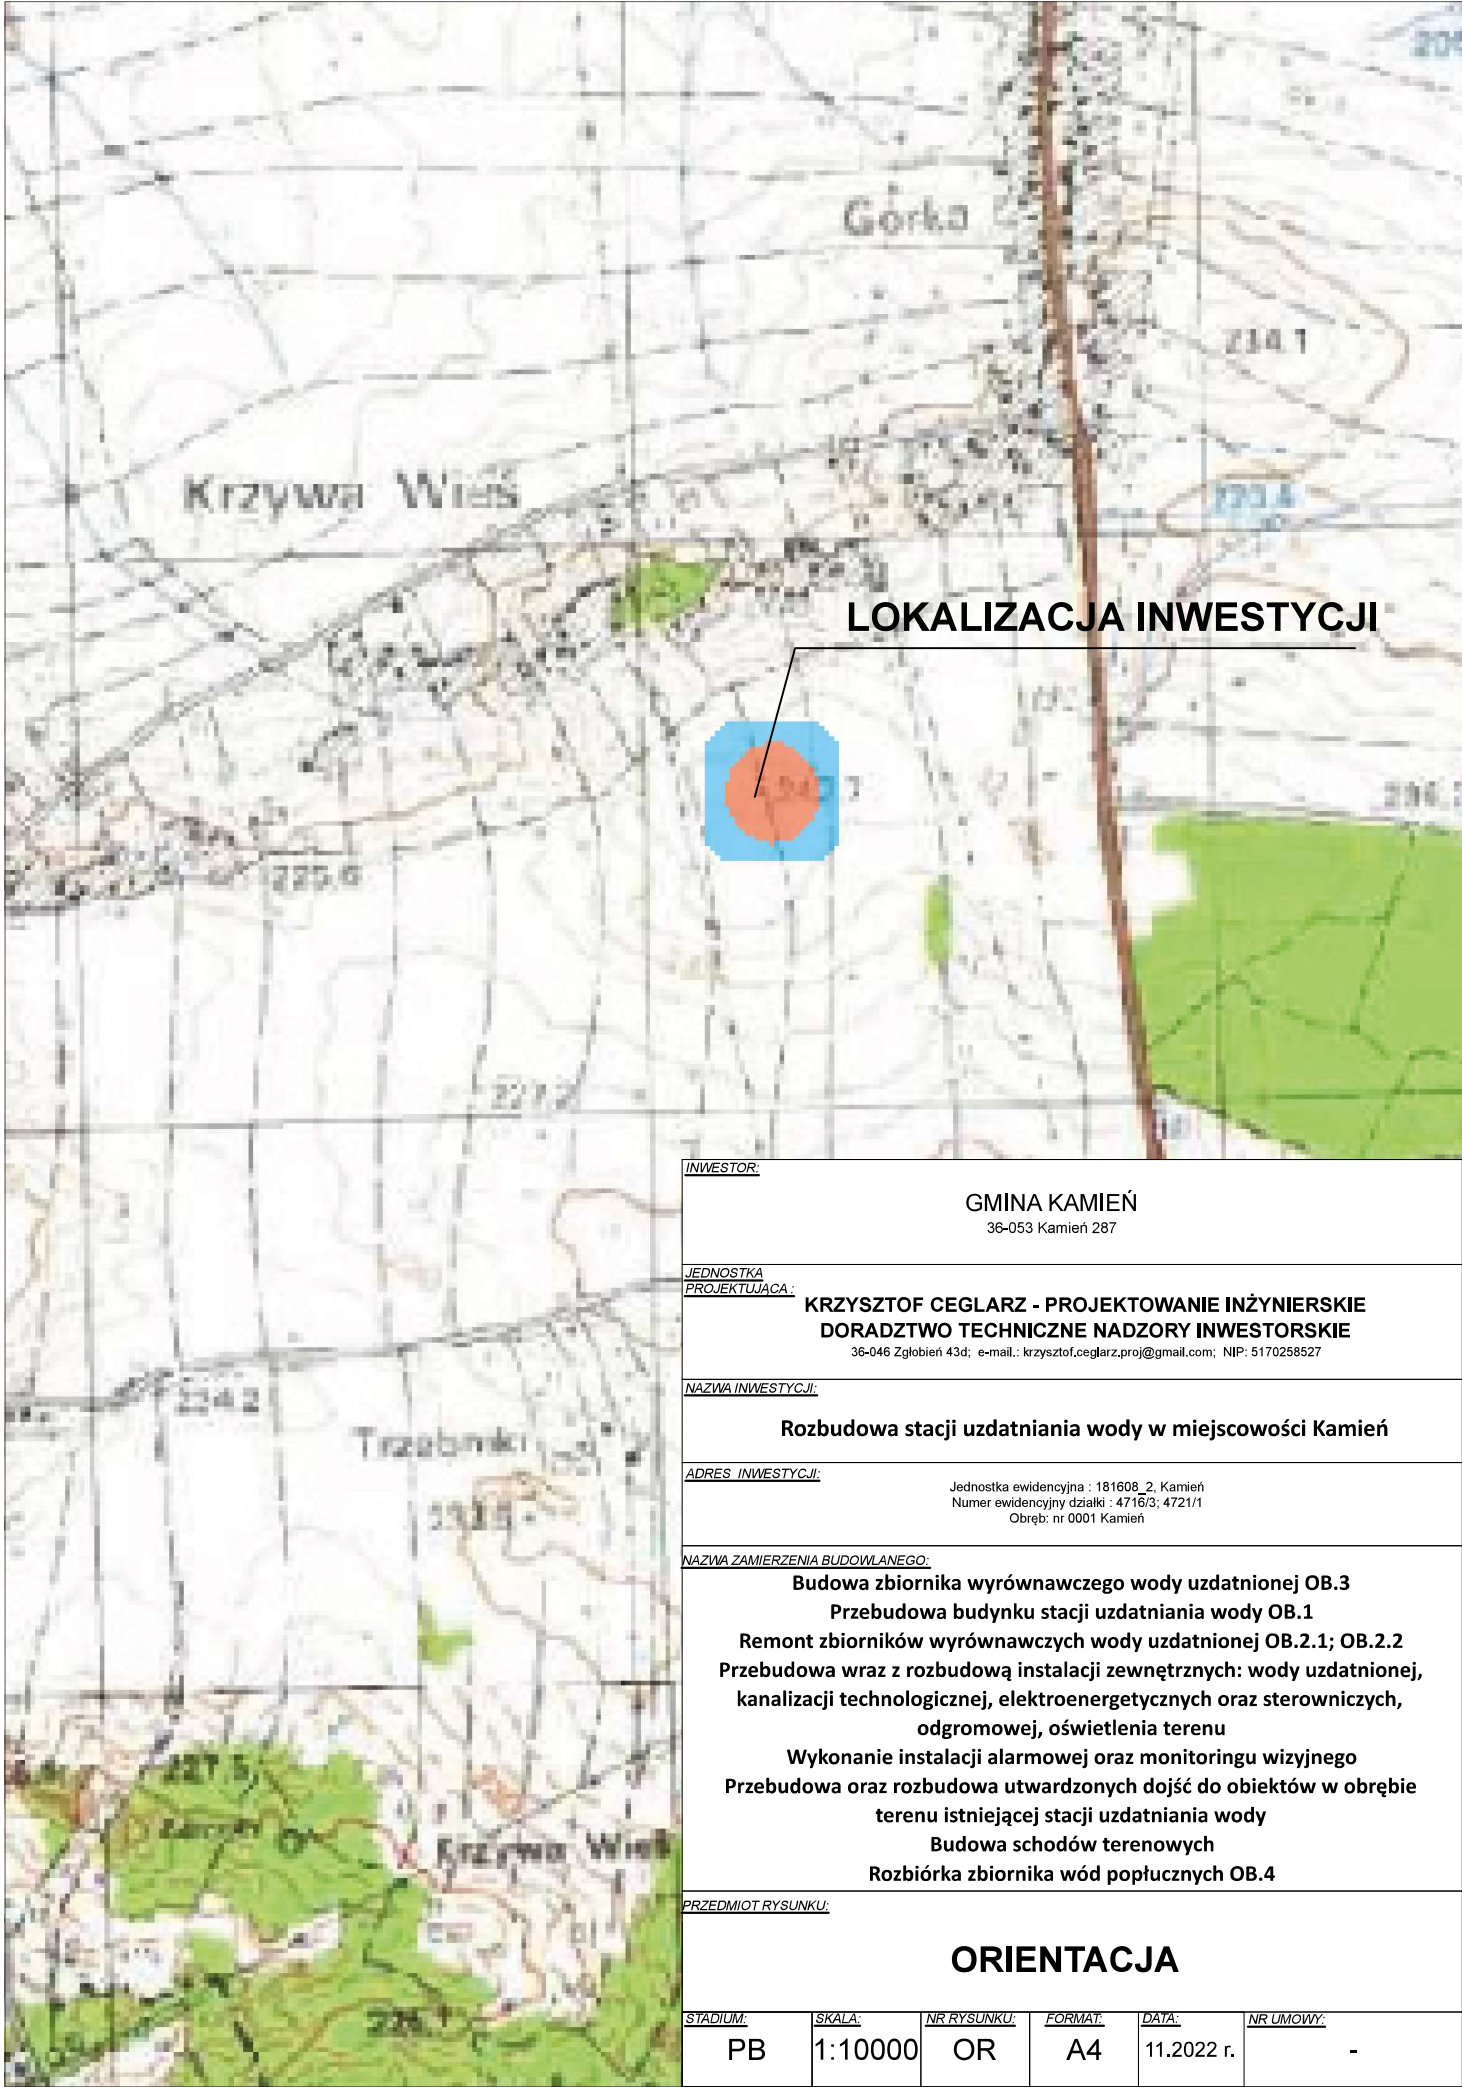 Górka
234.1
Krzywa Wieś
LOKALIZACJA INWESTYCJI
225.6
227.2
INWESTOR:
GMINA KAMIEŃ
36-053 Kamień 287
JEDNOSTKA
PROJEKTUJĄCA :
KRZYSZTOF CEGLARZ - PROJEKTOWANIE INŻYNIERSKIE
DORADZTWO TECHNICZNE NADZORY INWESTORSKIE
36-046 Zgłobień 43d; e-mail.: krzysztof.ceglarz.proj@gmail.com; NIP: 5170258527
NAZWA INWESTYCJI:
Rozbudowa stacji uzdatniania wody w miejscowości Kamień
224.2
Trzebniki
ADRES INWESTYCJI:
Jednostka ewidencyjna : 181608_2, Kamień
Numer ewidencyjny działki : 4716/3; 4721/1
Obręb: nr 0001 Kamień
NAZWA ZAMIERZENIA BUDOWLANEGO:
Budowa zbiornika wyrównawczego wody uzdatnionej OB.3
Przebudowa budynku stacji uzdatniania wody OB.1
Remont zbiorników wyrównawczych wody uzdatnionej OB.2.1; OB.2.2
Przebudowa wraz z rozbudową instalacji zewnętrznych: wody uzdatnionej,
kanalizacji technologicznej, elektroenergetycznych oraz sterowniczych,
odgromowej, oświetlenia terenu
Wykonanie instalacji alarmowej oraz monitoringu wizyjnego
Przebudowa oraz rozbudowa utwardzonych dojść do obiektów w obrębie
terenu istniejącej stacji uzdatniania wody
Budowa schodów terenowych
Rozbiórka zbiornika wód popłucznych OB.4
227.5
Krzywa Wieś
PRZEDMIOT RYSUNKU:
ORIENTACJA
STADIUM: SKALA: NR RYSUNKU: FORMAT: DATA: NR UMOWY:
PB 1:10000 OR A4 11.2022 r. -